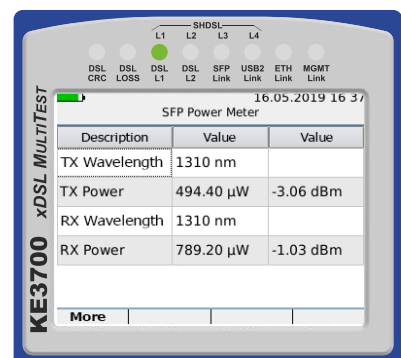 SHDSL
L1 L2 L3 L4
DSL CRC DSL LOSS DSL L1 DSL L2 SFP Link USB2 Link ETH Link MGMT Link
KE3700 xDSL MULTITEST
16.05.2019 16 37
SFP Power Meter
Description Value Value
TX Wavelength 1310 nm
TX Power 494.40 µW -3.06 dBm
RX Wavelength 1310 nm
RX Power 789.20 µW -1.03 dBm
More